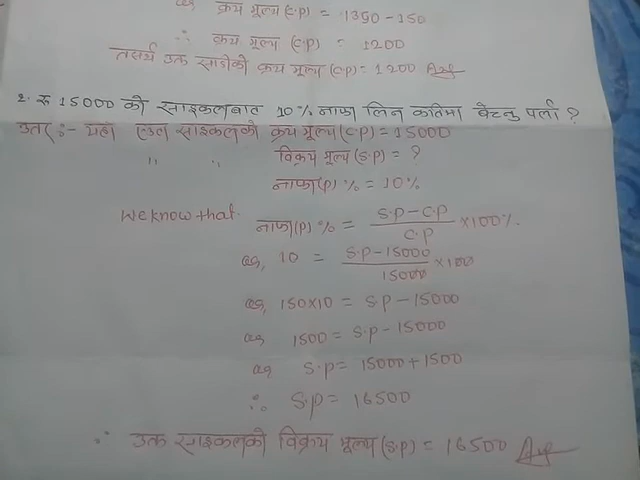 or क्रय मूल्य (C.P) = 1350 - 150
∴ क्रय मूल्य (C.P) = 1200
तसर्थ उक्त साडीको क्रय मूल्य (C.P) = 1200 Ans
2. रु 15000 को साइकलबाट 10% नाफा लिन कतिमा बेच्नु पर्ला ?
उत्तर :- यहाँ एउटा साइकलको क्रय मूल्य (C.P) = 15000
" " विक्रय मूल्य (S.P) = ?
नाफा(P) % = 10%
We know that. नाफा(P) % = S.P - C.P / C.P × 100%.
or, 10 = S.P - 15000 / 15000 × 100
or, 150×10 = S.P - 15000
or 1500 = S.P - 15000
or S.P = 15000 + 1500
∴ S.P = 16500
∴ उक्त साइकलको विक्रय मूल्य (S.P) = 16500 Ans